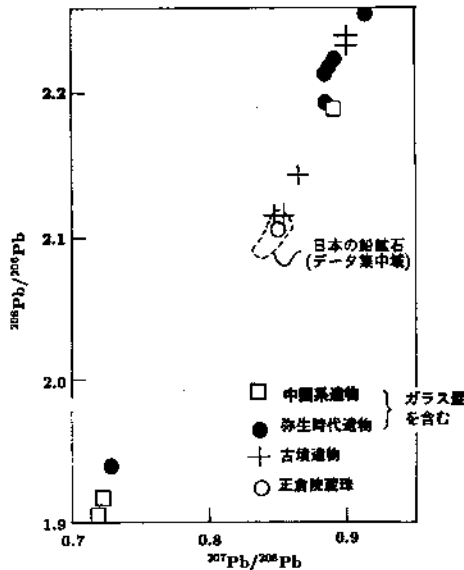 2.2
2.1
2.0
1.9
²⁰⁸Pb/²⁰⁶Pb
日本の鉛鉱石
(データ集中域)
中国系遺物
弥生時代遺物
ガラス璧
を含む
古墳遺物
正倉院蔵珠
0.7
0.8
0.9
²⁰⁷Pb/²⁰⁶Pb